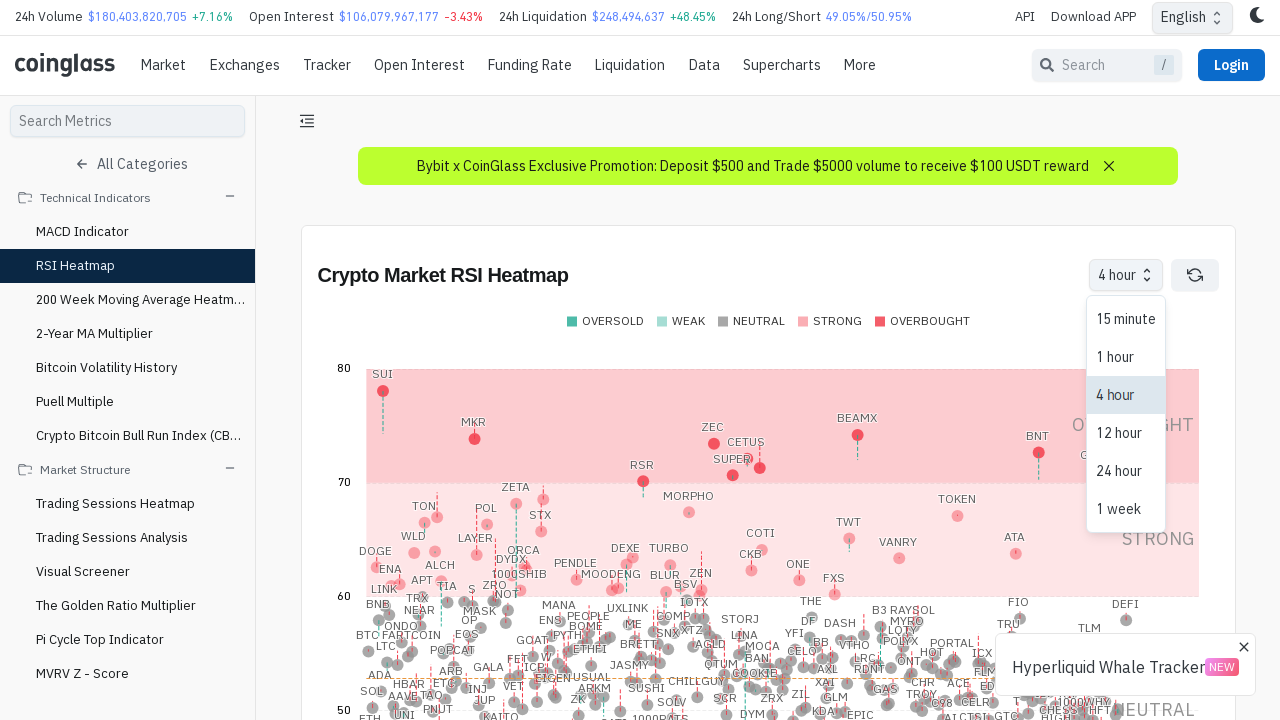 24h Volume $180,403,820,705 +7.16% Open Interest $106,079,967,177 -3.43% 24h Liquidation $248,494,637 +48.45% 24h Long/Short 49.05%/50.95% API Download APP English
coinglass Market Exchanges Tracker Open Interest Funding Rate Liquidation Data Supercharts More Search / Login
Search Metrics
All Categories
Technical Indicators
MACD Indicator
RSI Heatmap
200 Week Moving Average Heatm...
2-Year MA Multiplier
Bitcoin Volatility History
Puell Multiple
Crypto Bitcoin Bull Run Index (CB...
Market Structure
Trading Sessions Heatmap
Trading Sessions Analysis
Visual Screener
The Golden Ratio Multiplier
Pi Cycle Top Indicator
MVRV Z - Score
Bybit x CoinGlass Exclusive Promotion: Deposit $500 and Trade $5000 volume to receive $100 USDT reward
Crypto Market RSI Heatmap
4 hour
15 minute
1 hour
4 hour
12 hour
24 hour
1 week
OVERSOLD WEAK NEUTRAL STRONG OVERBOUGHT
80
SUI
BEAMX
MKR
ZEC
BNT
CETUS
SUPER
RSR
70
ZETA
MORPHO
TOKEN
TON
POL
STX
TWT
WLD
LAYER
COTI
ATA
STRONG
VANRY
DOGE
ORCA
DEXE
TURBO
CKB
DYDX
ENA
ALCH
PENDLE
ONE
1000SHIB
MOODENG
BLUR
ZEN
FXS
APT
LINK
TIA
ZRO
S
BSV
NOT
60
TRX
BNB
NEAR
MASK
MANA
UXLINK
IOTX
THE
FIO
DEFI
B3
RAYSOL
OP
ENS
PEOPLE
COMP
STORJ
DF
DASH
MYRO
TRU
ONDO
BOME
ME
TLM
BTC
FARTCOIN
EOS
PYTH
SNX
XTZ
LINA
YFI
LQTY
LTC
GOAT
ETHFI
BRETT
AGLD
MOCA
CELO
BB
VTHO
POLYX
PORTAL
POPCAT
W
BAN
LRC
HOT
ICX
ADA
ARB
GALA
FET
ICP
JASMY
QTUM
COOKIE
AXL
RDNT
ONT
FLM
SOL
HBAR
ETC
INJ
VET
EIGEN
USUAL
ARKM
SUSHI
CHILLGUY
XAI
GAS
CHR
ACE
ED
AAVE
TAO
JUP
ZK
SOLV
SCR
ZRX
ZIL
GLM
TROY
C98
CELR
T
1000WHY
UNI
PNUT
KAITO
DYM
KDA
EPIC
CTSI
GTC
CHESS
HIFT
NEUTRAL
50
ETH
1000RATS
HIGH
Hyperliquid Whale Tracker NEW